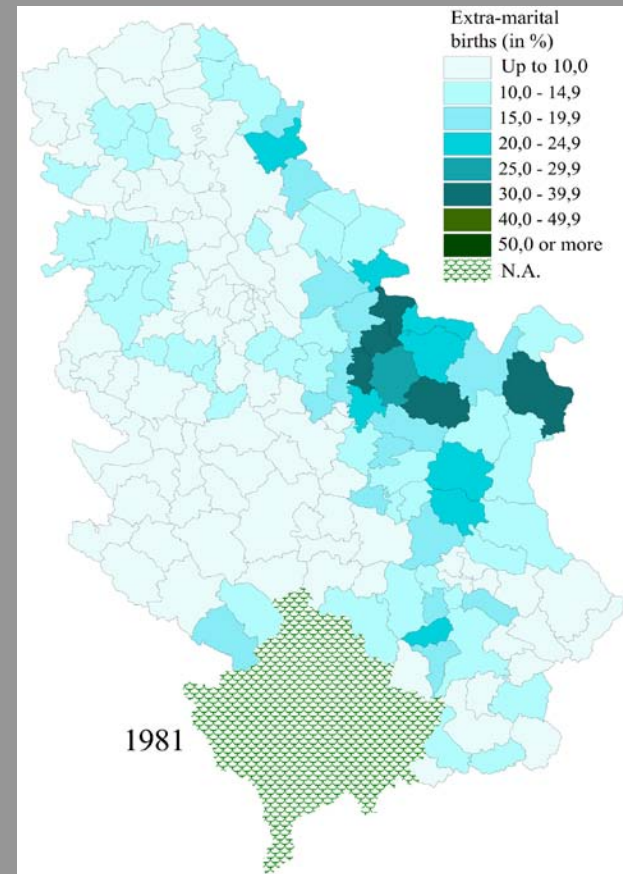 Extra-marital
births (in %)
Up to 10,0
10,0 - 14,9
15,0 - 19,9
20,0 - 24,9
25,0 - 29,9
30,0 - 39,9
40,0 - 49,9
50,0 or more
N.A.
1981